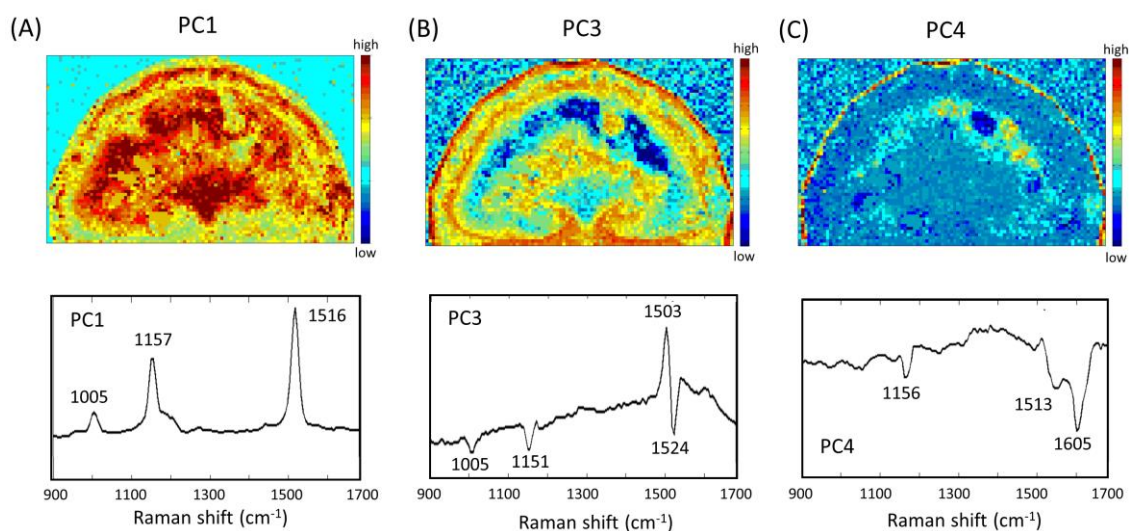 (A) PC1
(B) PC3
(C) PC4
high
low
high
low
high
low
PC1
1005
1157
1516
900 1100 1300 1500 1700
Raman shift (cm⁻¹)
PC3
1503
1005
1151
1524
900 1100 1300 1500 1700
Raman shift (cm⁻¹)
1156
1513
1605
PC4
900 1100 1300 1500 1700
Raman shift (cm⁻¹)